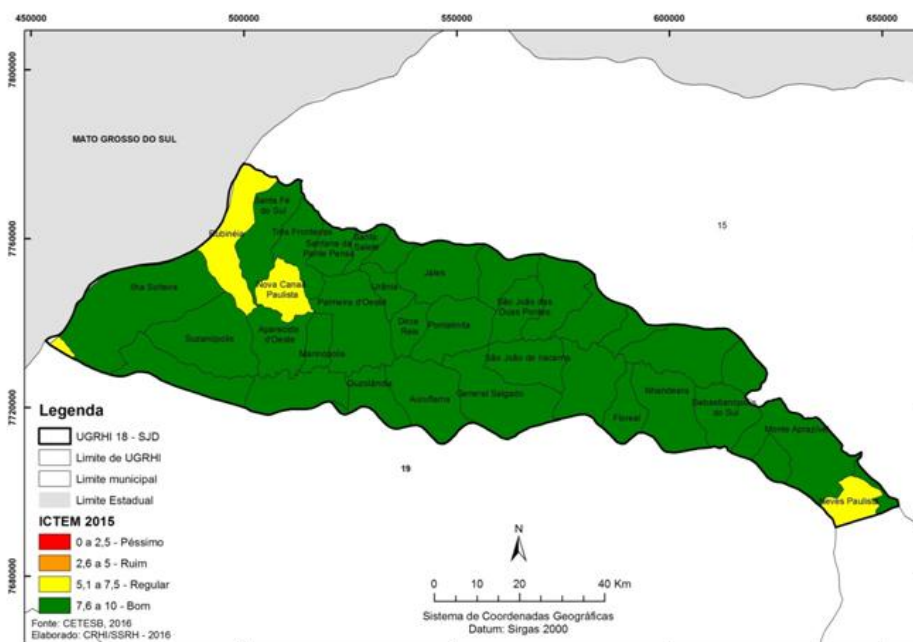 450000 500000 550000 600000 650000
7800000
MATO GROSSO DO SUL
15
7760000
Santa Fé
do Sul
Três Fronteiras
Santana da
Ponte Pensa
Santa
Salete
Rubinéia
Nova Canaã
Paulista
Ilha Solteira
Urânia
Jales
Palmeira d'Oeste
São João das
Duas Pontes
Dirce
Reis
Pontalinda
Suzanápolis
Aparecida
d'Oeste
Marinópolis
São João de Iracema
Guzolândia
Auriflama
General Salgado
Nhandeara
Floreal
Sebastianópolis
do Sul
Monte Aprazível
Neves Paulista
7720000
19
7680000
Legenda
UGRHI 18 - SJD
Limite de UGRHI
Limite municipal
Limite Estadual
ICTEM 2015
0 a 2,5 - Péssimo
2,6 a 5 - Ruim
5,1 a 7,5 - Regular
7,6 a 10 - Bom
Fonte: CETESB, 2016
Elaborado: CRHI/SSRH - 2016
N
0 10 20 40 Km
Sistema de Coordenadas Geográficas
Datum: Sirgas 2000